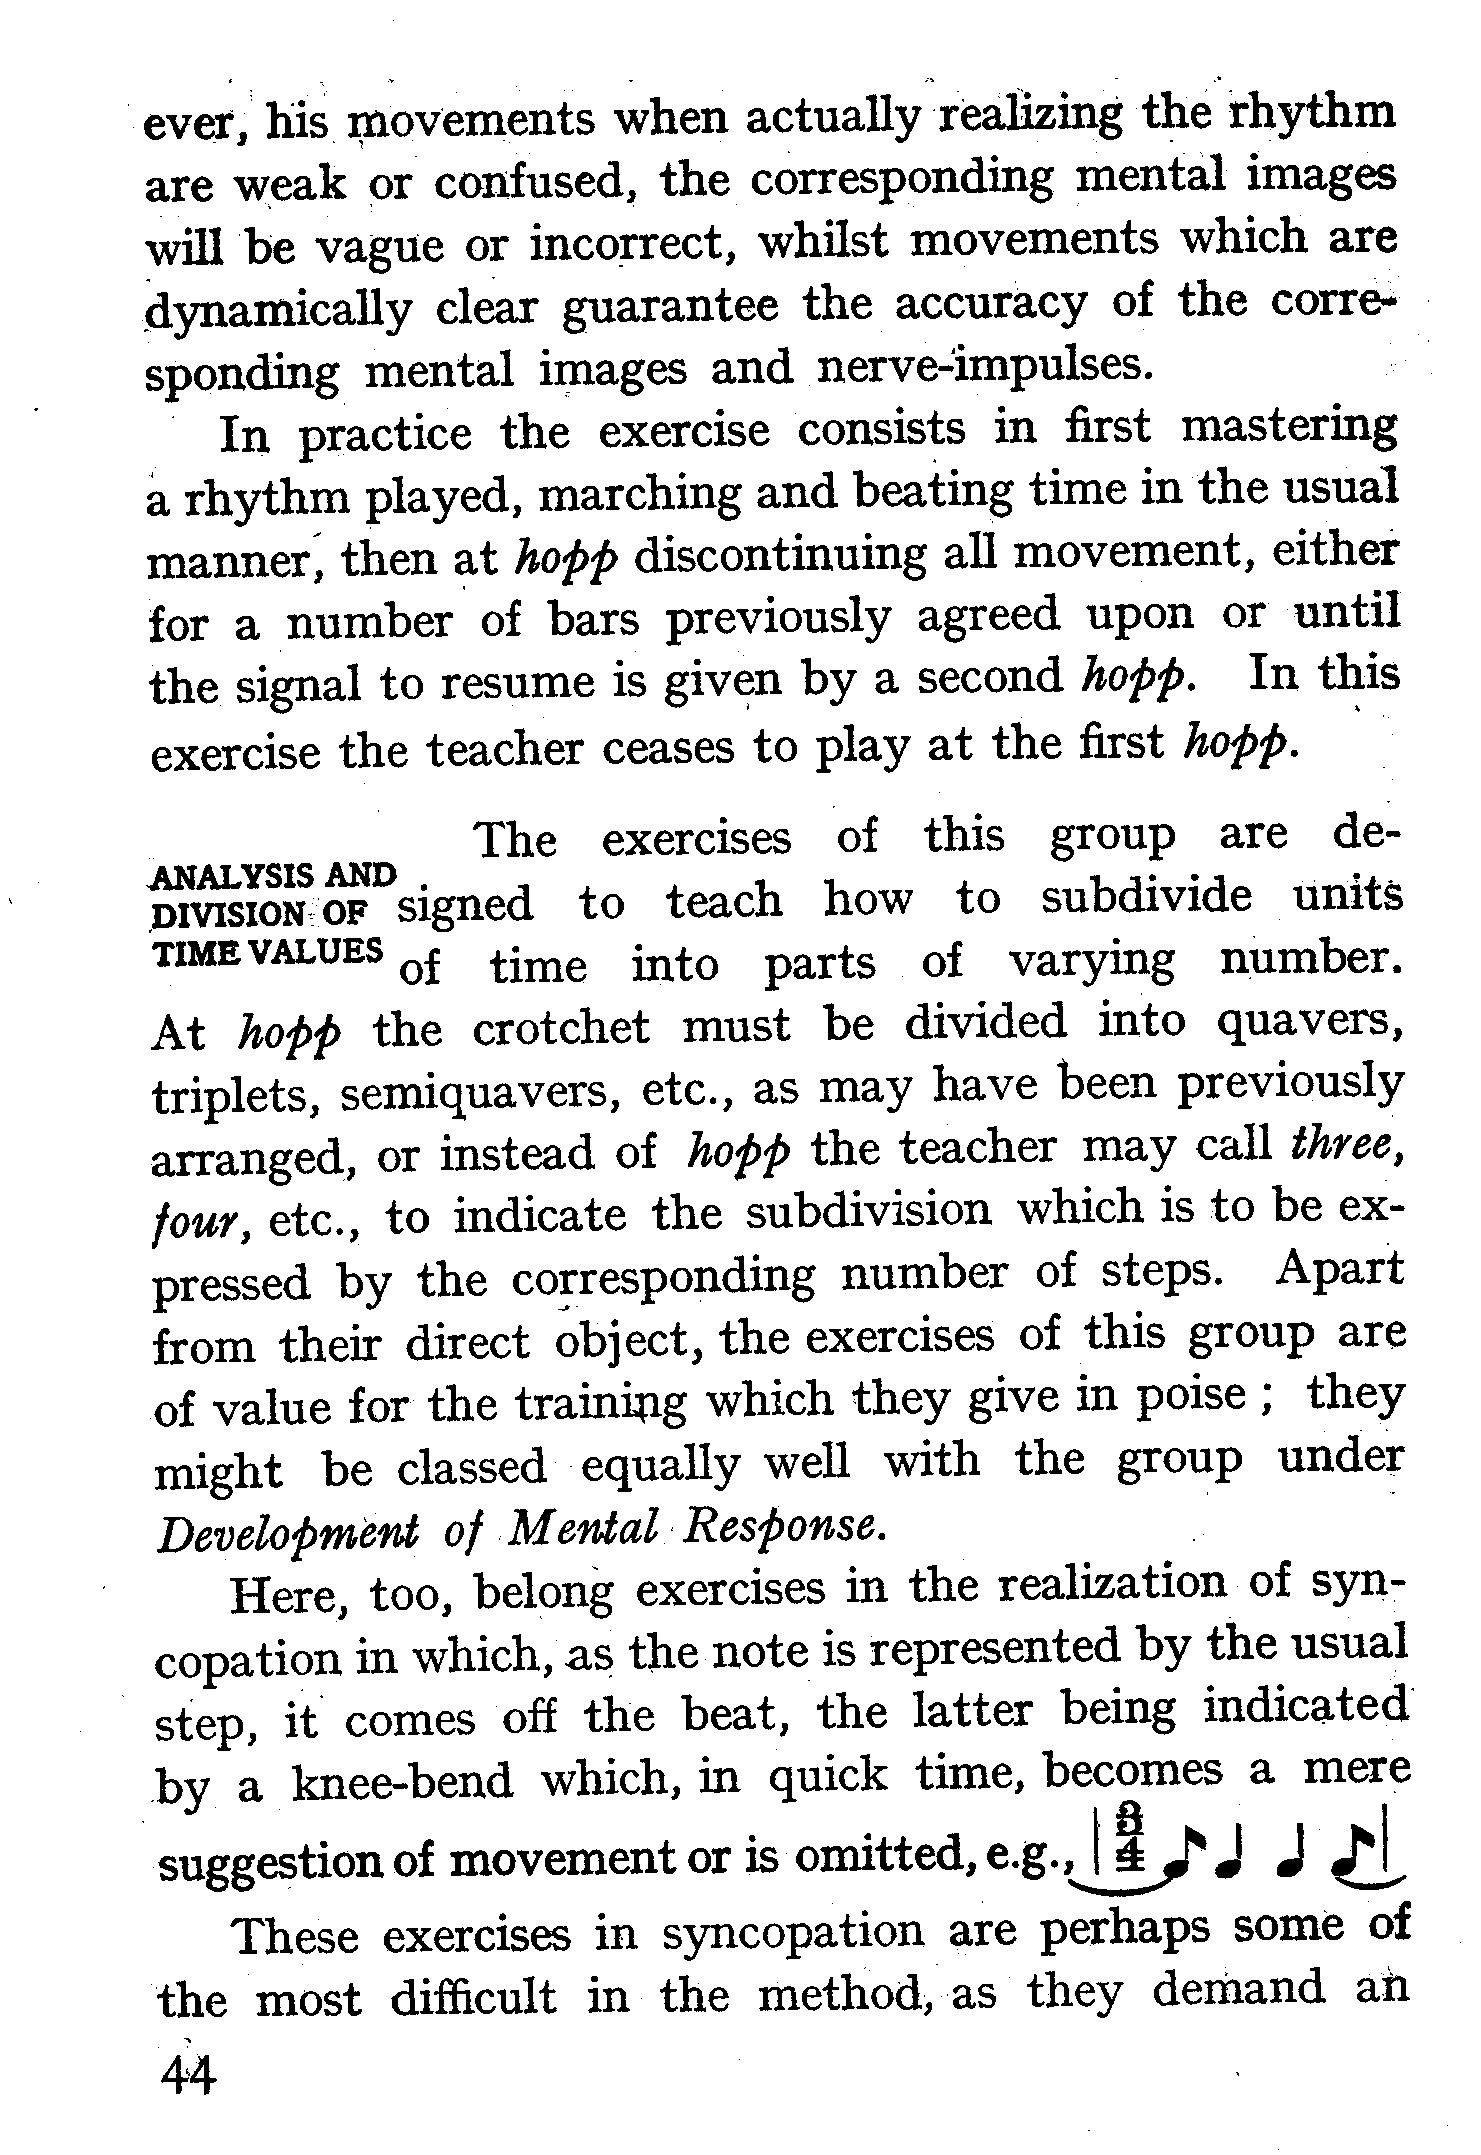 ever, his movements when actually realizing the rhythm
are weak or confused, the corresponding mental images
will be vague or incorrect, whilst movements which are
dynamically clear guarantee the accuracy of the corre-
sponding mental images and nerve-impulses.
In practice the exercise consists in first mastering
a rhythm played, marching and beating time in the usual
manner, then at hopp discontinuing all movement, either
for a number of bars previously agreed upon or until
the signal to resume is given by a second hopp. In this
exercise the teacher ceases to play at the first hopp.
ANALYSIS AND
DIVISION OF
TIME VALUES
The exercises of this group are de-
signed to teach how to subdivide units
of time into parts of varying number.
At hopp the crotchet must be divided into quavers,
triplets, semiquavers, etc., as may have been previously
arranged, or instead of hopp the teacher may call three,
four, etc., to indicate the subdivision which is to be ex-
pressed by the corresponding number of steps. Apart
from their direct object, the exercises of this group are
of value for the training which they give in poise ; they
might be classed equally well with the group under
Development of Mental Response.
Here, too, belong exercises in the realization of syn-
copation in which, as the note is represented by the usual
step, it comes off the beat, the latter being indicated
by a knee-bend which, in quick time, becomes a mere
suggestion of movement or is omitted, e.g., | 3/4 ♪ ♩ ♩ ♪ |
These exercises in syncopation are perhaps some of
the most difficult in the method, as they demand an
44